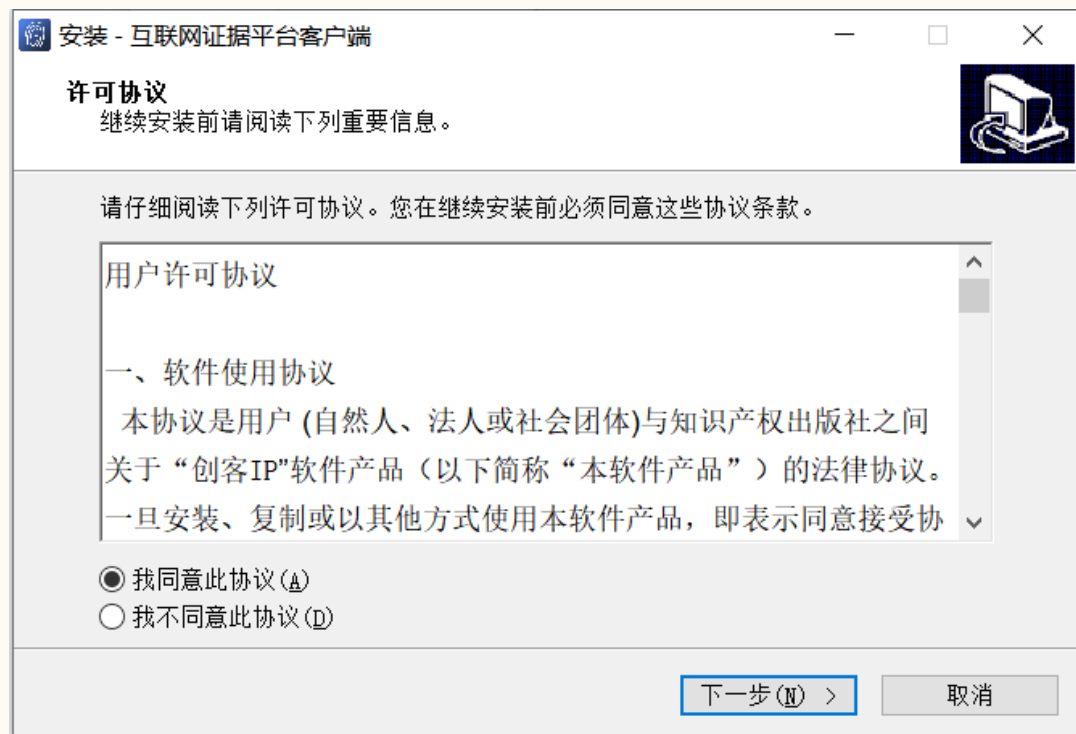 安装 - 互联网证据平台客户端
许可协议
继续安装前请阅读下列重要信息。
请仔细阅读下列许可协议。您在继续安装前必须同意这些协议条款。
用户许可协议
一、软件使用协议
本协议是用户 (自然人、法人或社会团体)与知识产权出版社之间
关于“创客IP"软件产品（以下简称“本软件产品”）的法律协议。
一旦安装、复制或以其他方式使用本软件产品，即表示同意接受协
我同意此协议(A)
我不同意此协议(D)
下一步(N) >
取消